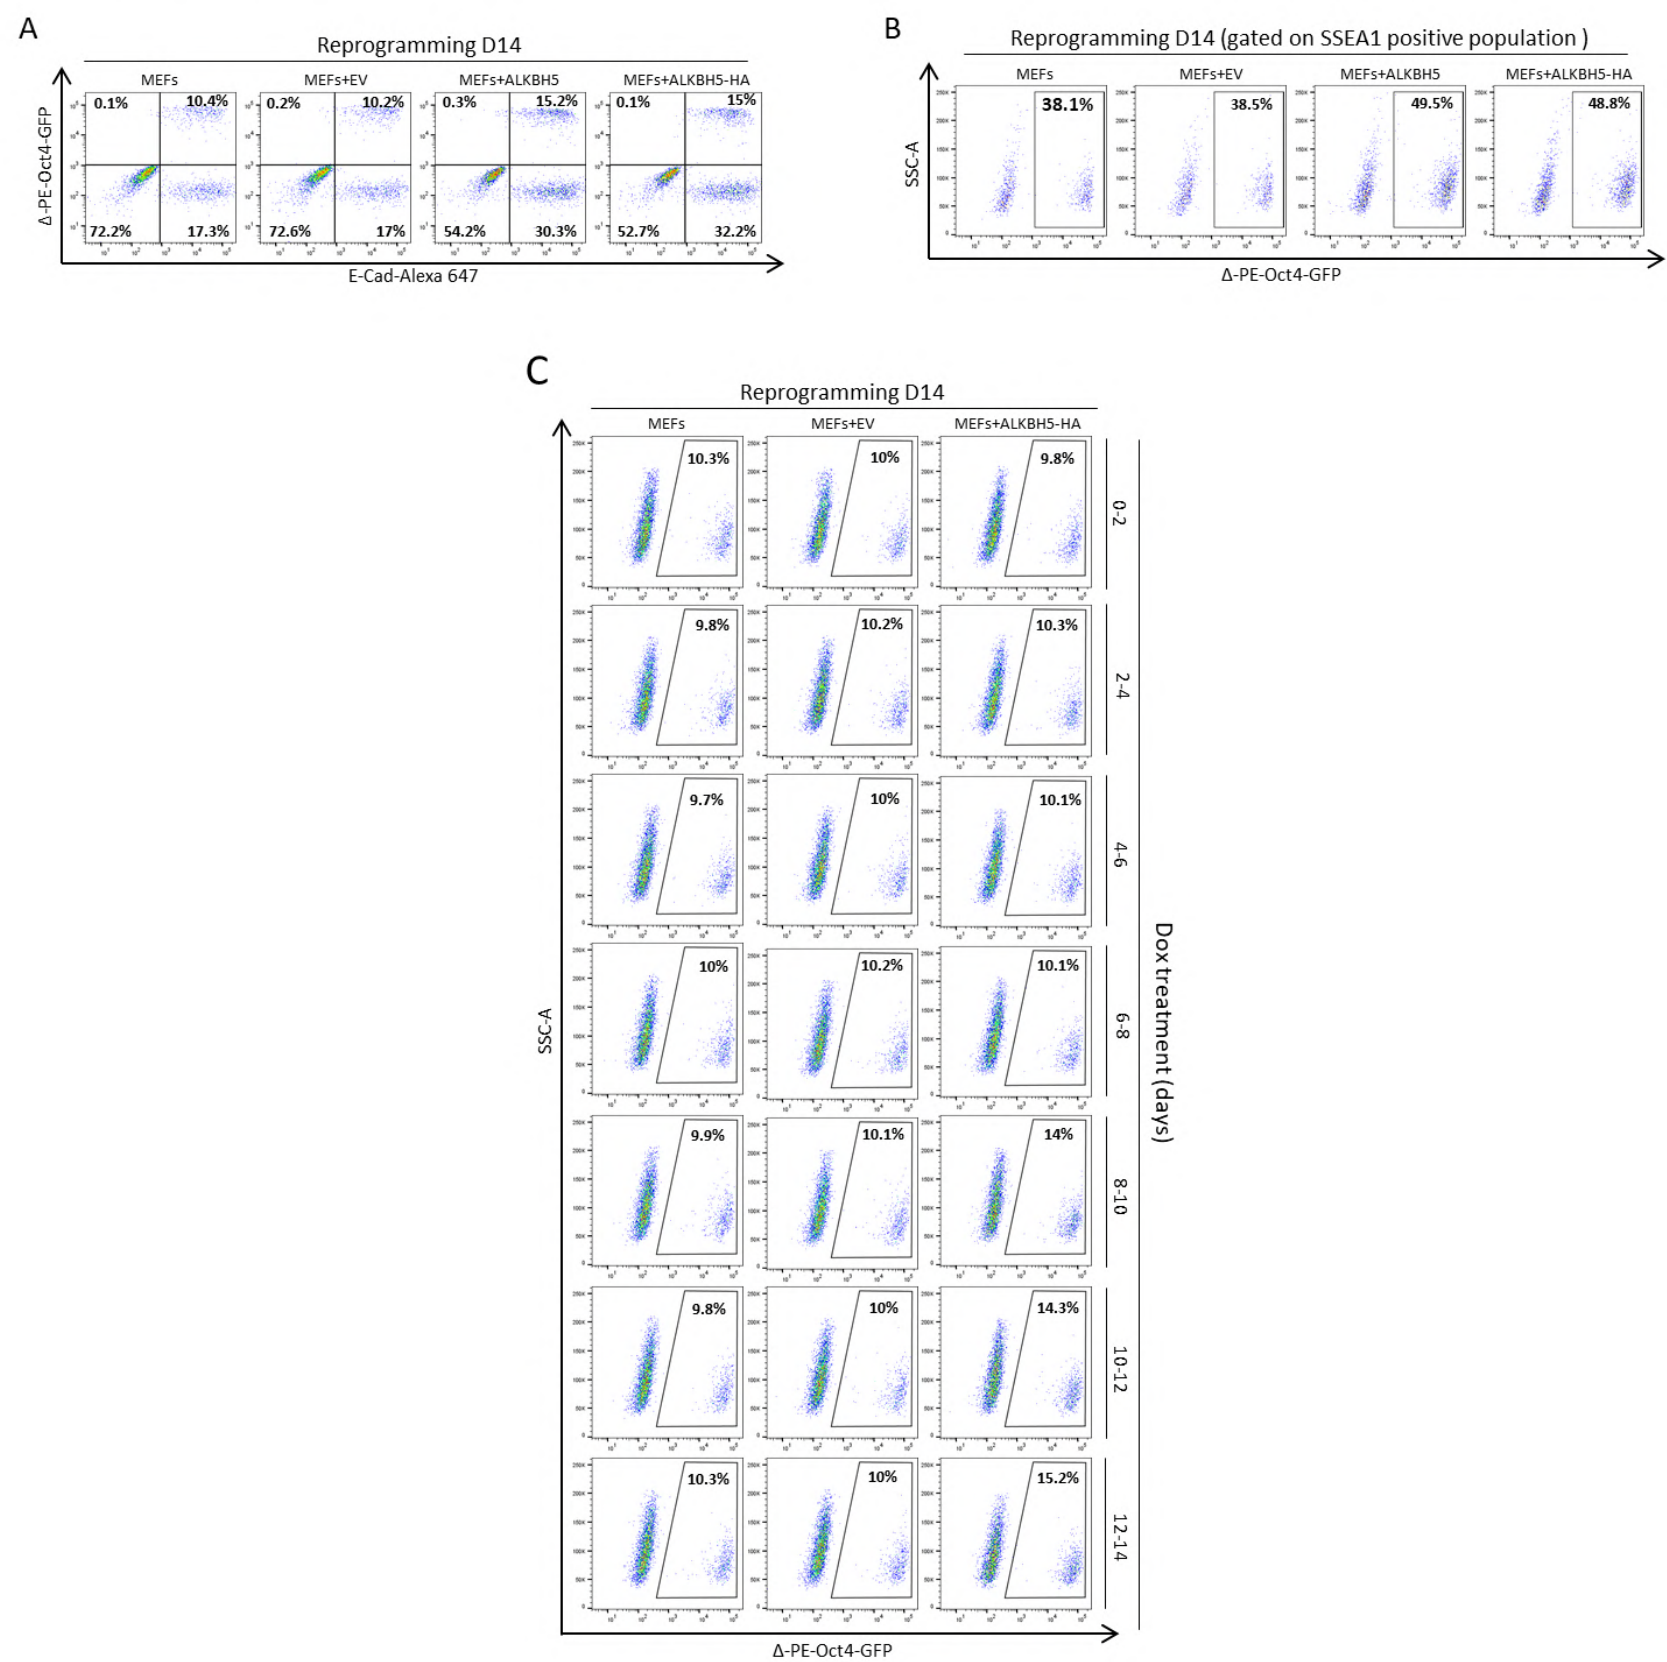 A
Reprogramming D14
MEFs MEFs+EV MEFs+ALKBH5 MEFs+ALKBH5-HA
0.1% 10.4% 0.2% 10.2% 0.3% 15.2% 0.1% 15%
72.2% 17.3% 72.6% 17% 54.2% 30.3% 52.7% 32.2%
Δ-PE-Oct4-GFP
E-Cad-Alexa 647
B
Reprogramming D14 (gated on SSEA1 positive population )
MEFs MEFs+EV MEFs+ALKBH5 MEFs+ALKBH5-HA
38.1% 38.5% 49.5% 48.8%
SSC-A
Δ-PE-Oct4-GFP
C
Reprogramming D14
MEFs MEFs+EV MEFs+ALKBH5-HA
10.3% 10% 9.8% 0-2
9.8% 10.2% 10.3% 2-4
9.7% 10% 10.1% 4-6
10% 10.2% 10.1% 6-8
9.9% 10.1% 14% 8-10
9.8% 10% 14.3% 10-12
10.3% 10% 15.2% 12-14
SSC-A
Dox treatment (days)
Δ-PE-Oct4-GFP